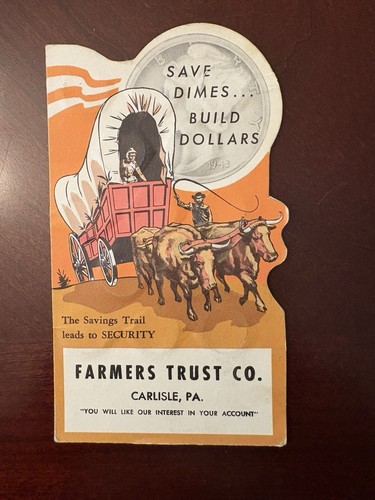 SAVE
DIMES...
BUILD
DOLLARS
The Savings Trail
leads to SECURITY
FARMERS TRUST CO.
CARLISLE, PA.
"YOU WILL LIKE OUR INTEREST IN YOUR ACCOUNT"